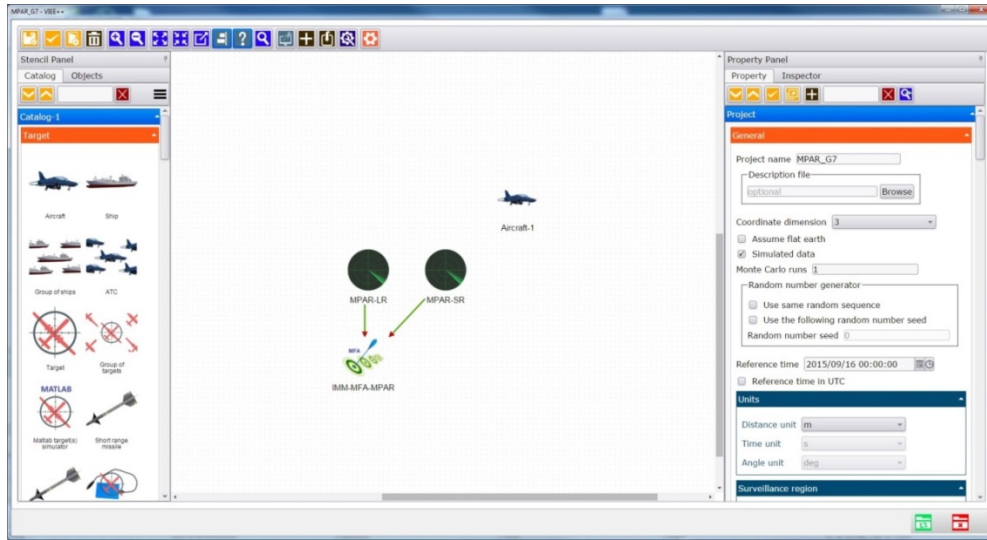 MPAR_G7 - VIBE++
Stencil Panel
Catalog Objects
Catalog-1
Target
Aircraft Ship
Group of ships ATC
Target Group of targets
MATLAB
Matlab target(s) simulator Short range missile
Aircraft-1
MPAR-LR MPAR-SR
MFA
IMM-MFA-MPAR
Property Panel
Property Inspector
Project
General
Project name MPAR_G7
Description file
optional Browse
Coordinate dimension 3
Assume flat earth
Simulated data
Monte Carlo runs 1
Random number generator
Use same random sequence
Use the following random number seed
Random number seed 0
Reference time 2015/09/16 00:00:00
Reference time in UTC
Units
Distance unit m
Time unit s
Angle unit deg
Surveillance region